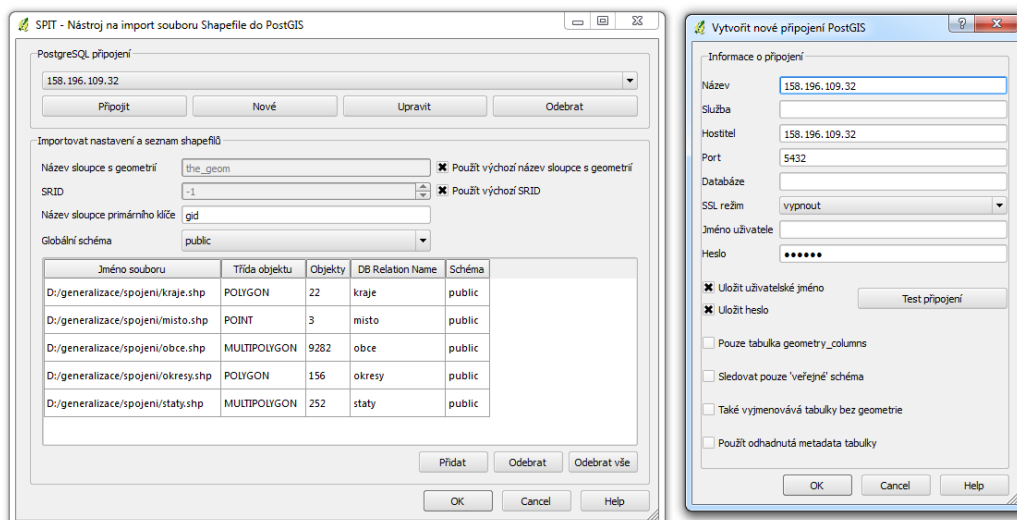 SPIT - Nástroj na import souboru Shapefile do PostGIS
PostgreSQL připojení
158.196.109.32
Připojit Nové Upravit Odebrat
Importovat nastavení a seznam shapefilů
Název sloupce s geometrií the_geom Použít výchozí název sloupce s geometrií
SRID -1 Použít výchozí SRID
Název sloupce primárního klíče gid
Globální schéma public
Jméno souboru Třída objektu Objekty DB Relation Name Schéma
D:/generalizace/spojeni/kraje.shp POLYGON 22 kraje public
D:/generalizace/spojeni/misto.shp POINT 3 misto public
D:/generalizace/spojeni/obce.shp MULTIPOLYGON 9282 obce public
D:/generalizace/spojeni/okresy.shp POLYGON 156 okresy public
D:/generalizace/spojeni/staty.shp MULTIPOLYGON 252 staty public
Přidat Odebrat Odebrat vše
OK Cancel Help
Vytvořit nové připojení PostGIS
Informace o připojení
Název 158.196.109.32
Služba
Hostitel 158.196.109.32
Port 5432
Databáze
SSL režim vypnout
Jméno uživatele
Heslo ●●●●●●
Uložit uživatelské jméno
Test připojení
Uložit heslo
Pouze tabulka geometry_columns
Sledovat pouze 'veřejné' schéma
Také vyjmenovává tabulky bez geometrie
Použít odhadnutá metadata tabulky
OK Cancel Help